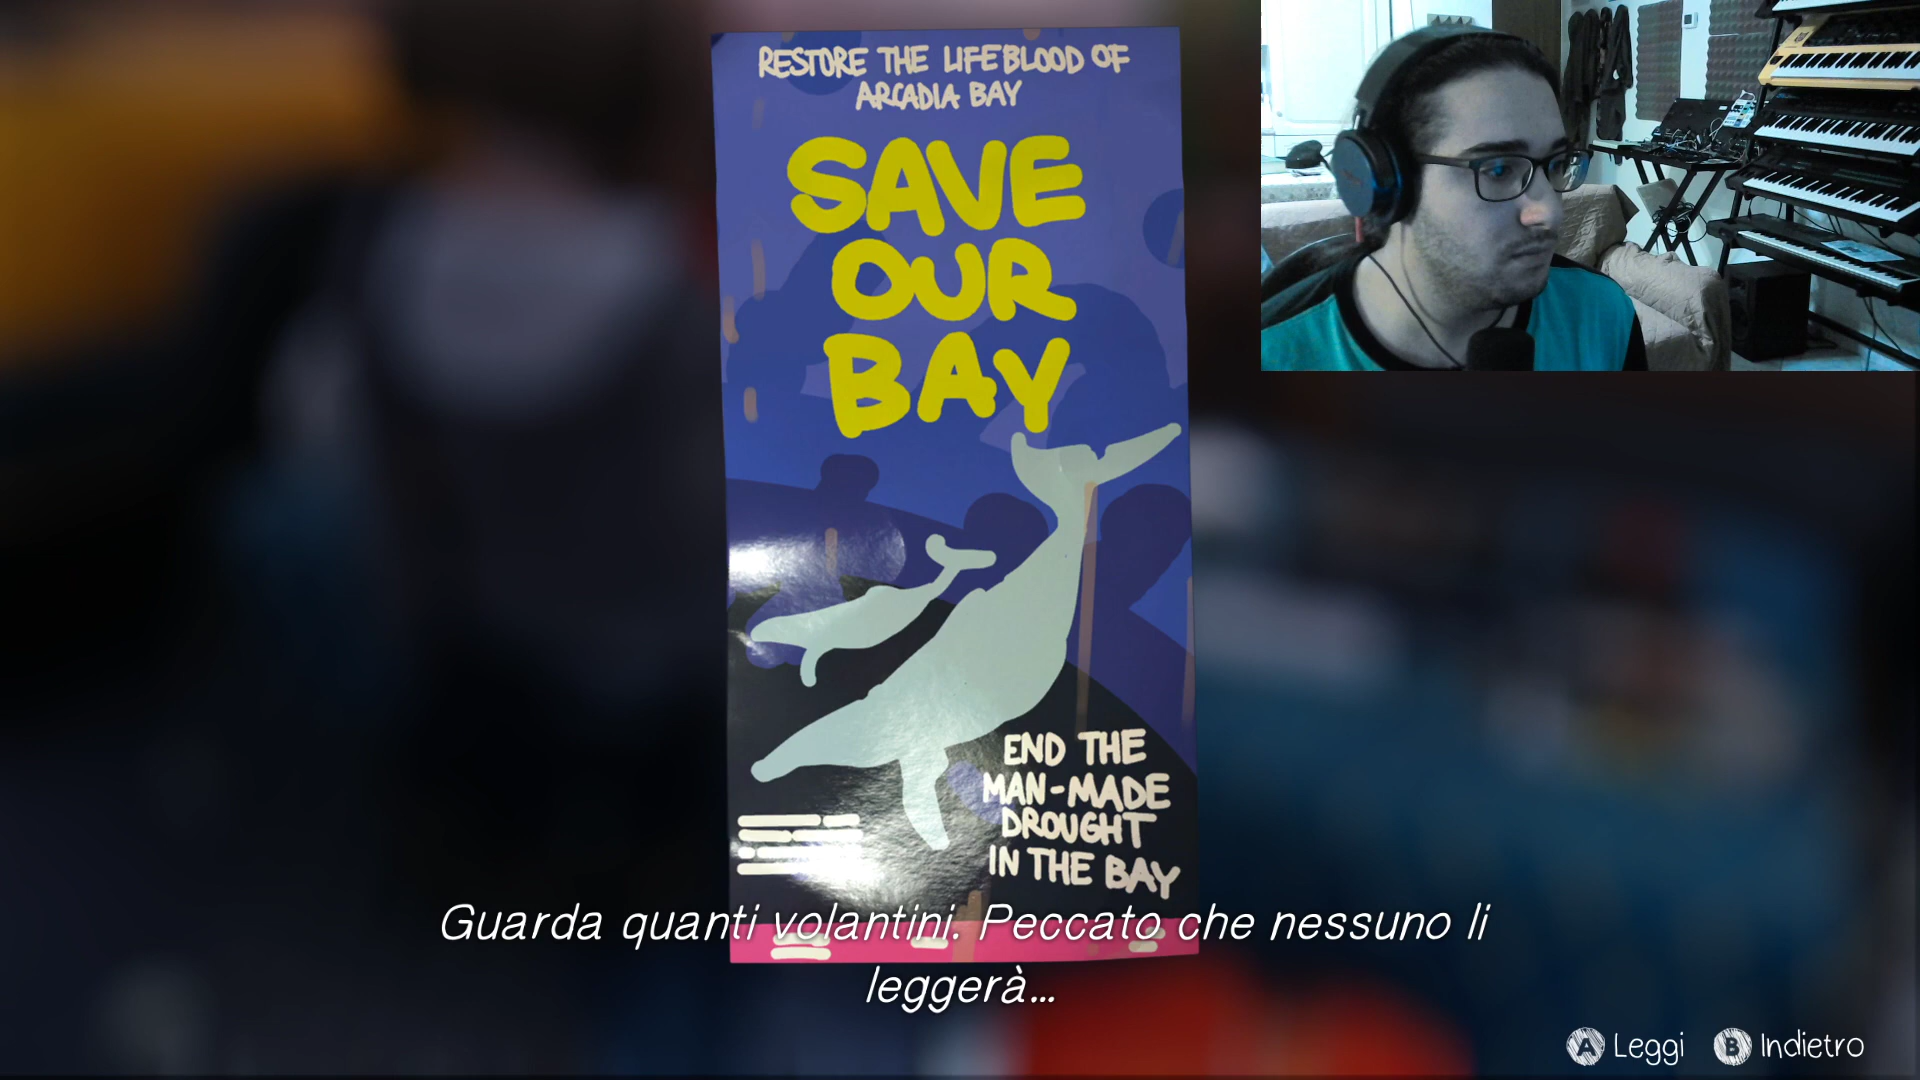 RESTORE THE LIFEBLOOD OF
ARCADIA BAY
SAVE
OUR
BAY
END THE
MAN-MADE
DROUGHT
IN THE BAY
Guarda quanti volantini. Peccato che nessuno li
leggerà...
A Leggi B Indietro